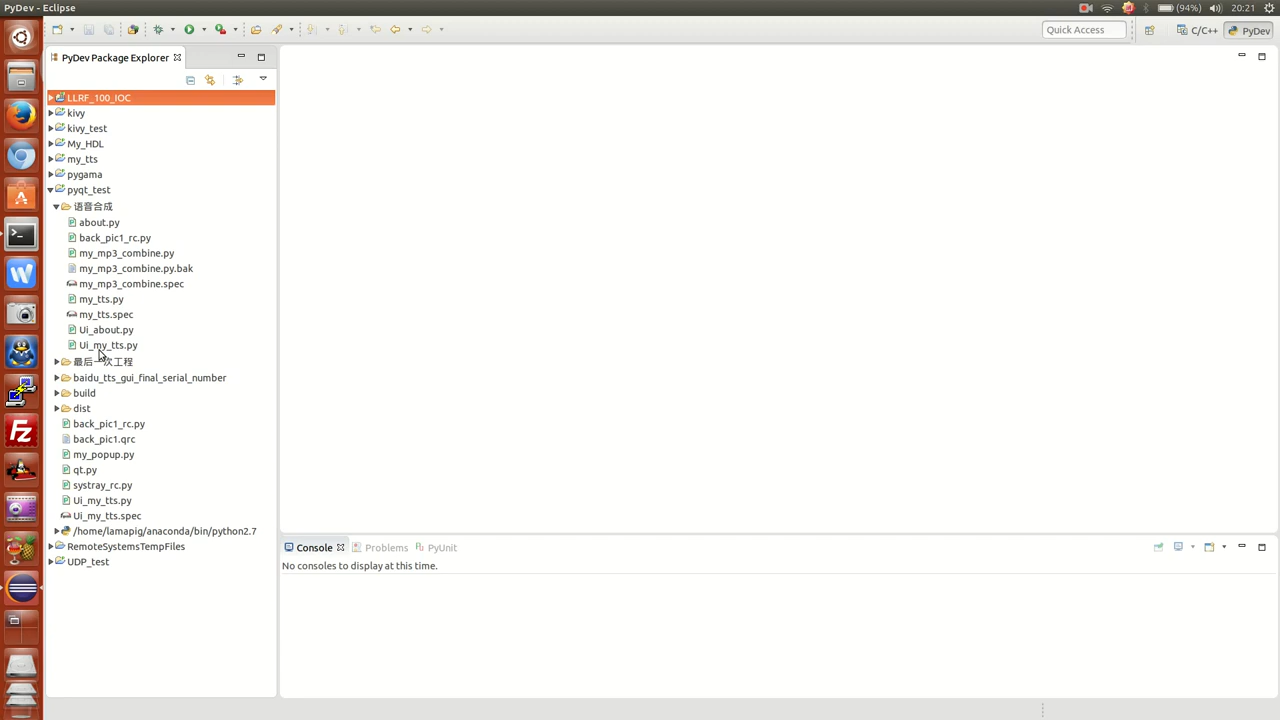 PyDev - Eclipse
(94%)
20:21
Quick Access
C/C++
PyDev
PyDev Package Explorer
LLRF_100_IOC
kivy
kivy_test
My_HDL
my_tts
pygama
pyqt_test
语音合成
about.py
back_pic1_rc.py
my_mp3_combine.py
my_mp3_combine.py.bak
my_mp3_combine.spec
my_tts.py
my_tts.spec
Ui_about.py
Ui_my_tts.py
最后一次工程
baidu_tts_gui_final_serial_number
build
dist
back_pic1_rc.py
back_pic1.qrc
my_popup.py
qt.py
systray_rc.py
Ui_my_tts.py
Ui_my_tts.spec
/home/lamapig/anaconda/bin/python2.7
RemoteSystemsTempFiles
UDP_test
Console
Problems
PyUnit
No consoles to display at this time.